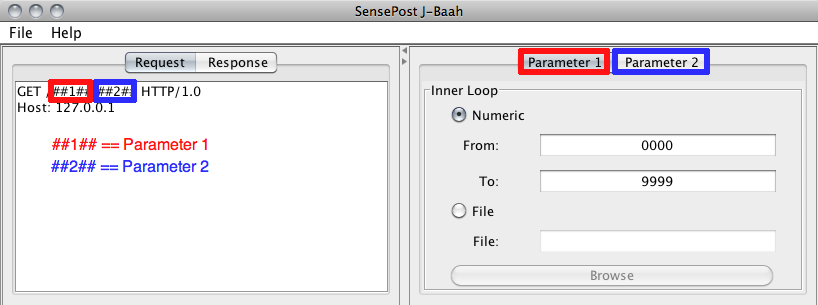 SensePost J-Baah
File Help
Request Response
GET /##1## ##2## HTTP/1.0
Host: 127.0.0.1
##1## == Parameter 1
##2## == Parameter 2
Parameter 1 Parameter 2
Inner Loop
Numeric
From: 0000
To: 9999
File
File:
Browse